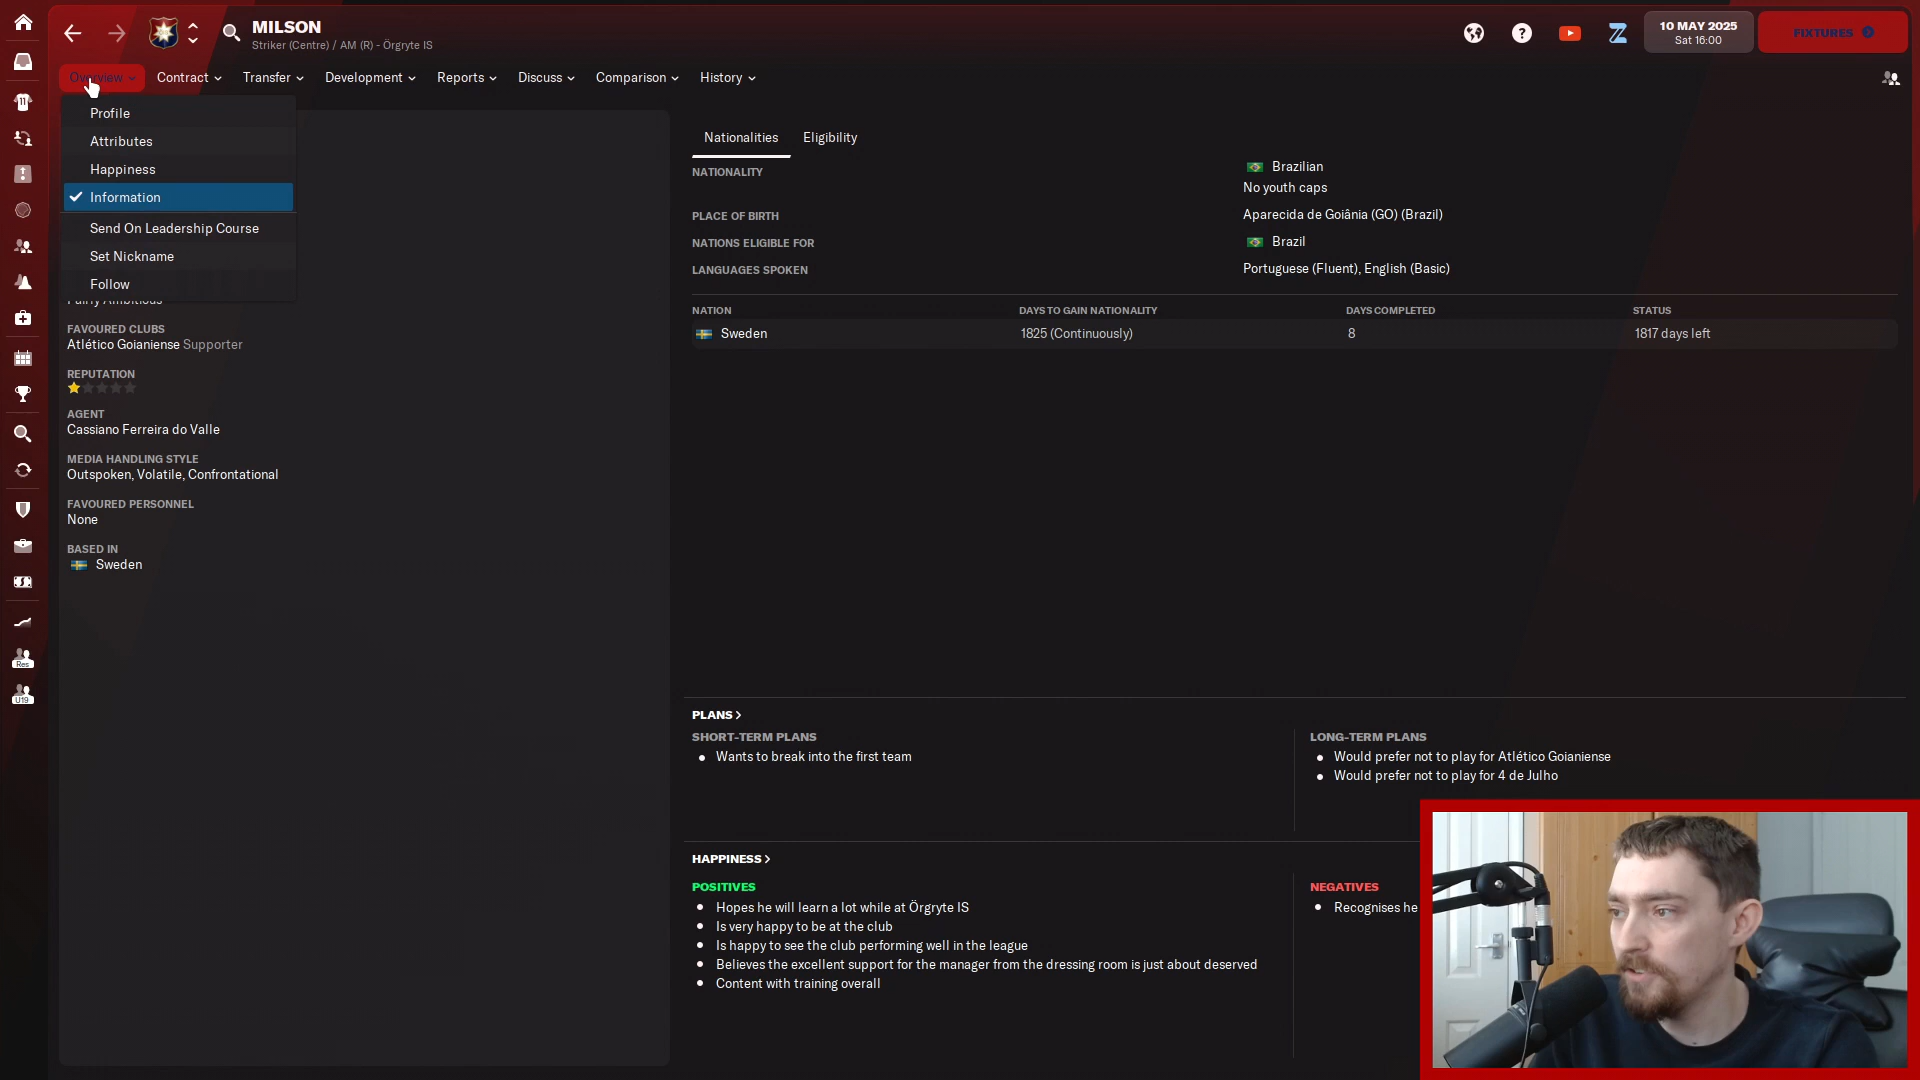 MILSON
Striker (Centre) / AM (R) - Örgryte IS
10 MAY 2025
Sat 16:00
FIXTURES
Overview
Contract
Transfer
Development
Reports
Discuss
Comparison
History
Profile
Attributes
Happiness
Information
Send On Leadership Course
Set Nickname
Follow
Fairly Ambitious
FAVOURED CLUBS
Atlético Goianiense Supporter
REPUTATION
AGENT
Cassiano Ferreira do Valle
MEDIA HANDLING STYLE
Outspoken, Volatile, Confrontational
FAVOURED PERSONNEL
None
BASED IN
Sweden
Res
U19
Nationalities
Eligibility
NATIONALITY
Brazilian
No youth caps
PLACE OF BIRTH
Aparecida de Goiânia (GO) (Brazil)
NATIONS ELIGIBLE FOR
Brazil
LANGUAGES SPOKEN
Portuguese (Fluent), English (Basic)
NATION DAYS TO GAIN NATIONALITY DAYS COMPLETED STATUS
Sweden 1825 (Continuously) 8 1817 days left
PLANS >
SHORT-TERM PLANS
• Wants to break into the first team
LONG-TERM PLANS
• Would prefer not to play for Atlético Goianiense
• Would prefer not to play for 4 de Julho
HAPPINESS >
POSITIVES
• Hopes he will learn a lot while at Örgryte IS
• Is very happy to be at the club
• Is happy to see the club performing well in the league
• Believes the excellent support for the manager from the dressing room is just about deserved
• Content with training overall
NEGATIVES
• Recognises he